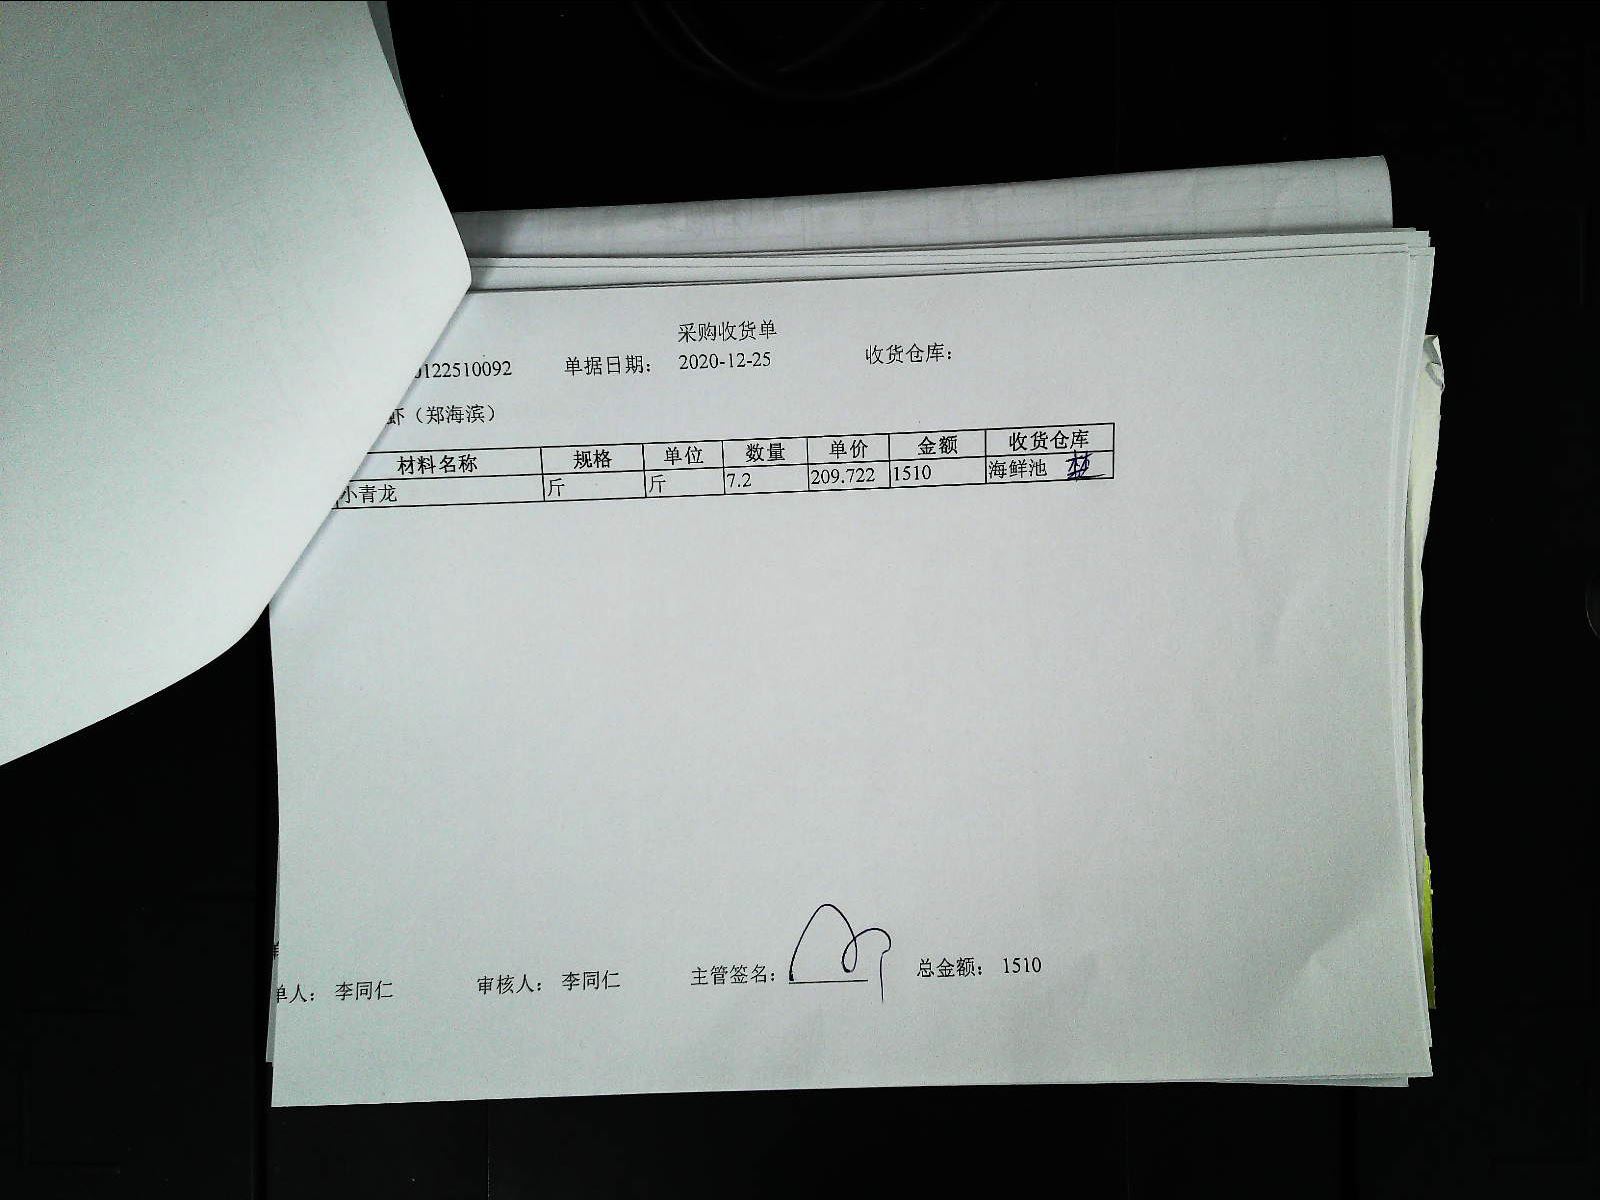 采购收货单
0122510092 单据日期： 2020-12-25 收货仓库：
虾（郑海滨）
材料名称 规格 单位 数量 单价 金额 收货仓库
小青龙 斤 斤 7.2 209.722 1510 海鲜池
单人： 李同仁 审核人： 李同仁 主管签名： 总金额： 1510